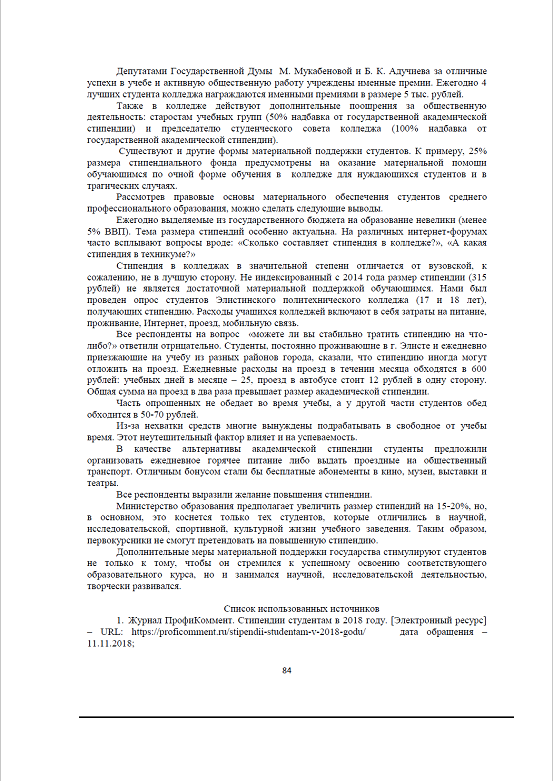 Депутатами Государственной Думы М. Мукабеновой и Б. К. Адучиева за отличные
успехи в учебе и активную общественную работу учреждены именные премии. Ежегодно 4
лучших студента колледжа награждаются именными премиями в размере 5 тыс. рублей.
Также в колледже действуют дополнительные поощрения за общественную
деятельность: старостам учебных групп (50% надбавка от государственной академической
стипендии) и председателю студенческого совета колледжа (100% надбавка от
государственной академической стипендии).
Существуют и другие формы материальной поддержки студентов. К примеру, 25%
размера стипендиального фонда предусмотрены на оказание материальной помощи
обучающимся по очной форме обучения в колледже для нуждающихся студентов и в
трагических случаях.
Рассмотрев правовые основы материального обеспечения студентов среднего
профессионального образования, можно сделать следующие выводы.
Ежегодно выделяемые из государственного бюджета на образование невелики (менее
5% ВВП). Тема размера стипендий особенно актуальна. На различных интернет-форумах
часто всплывают вопросы вроде: «Сколько составляет стипендия в колледже?», «А какая
стипендия в техникуме?»
Стипендия в колледжах в значительной степени отличается от вузовской, к
сожалению, не в лучшую сторону. Не индексированный с 2014 года размер стипендии (315
рублей) не является достаточной материальной поддержкой обучающимся. Нами был
проведен опрос студентов Элистинского политехнического колледжа (17 и 18 лет),
получающих стипендию. Расходы учащихся колледжей включают в себя затраты на питание,
проживание, Интернет, проезд, мобильную связь.
Все респонденты на вопрос «можете ли вы стабильно тратить стипендию на что-
либо?» ответили отрицательно. Студенты, постоянно проживающие в г. Элисте и ежедневно
приезжающие на учебу из разных районов города, сказали, что стипендию иногда могут
отложить на проезд. Ежедневные расходы на проезд в течении месяца обходятся в 600
рублей: учебных дней в месяце – 25, проезд в автобусе стоит 12 рублей в одну сторону.
Общая сумма на проезд в два раза превышает размер академической стипендии.
Часть опрошенных не обедает во время учебы, а у другой части студентов обед
обходится в 50-70 рублей.
Из-за нехватки средств многие вынуждены подрабатывать в свободное от учебы
время. Этот неутешительный фактор влияет и на успеваемость.
В качестве альтернативы академической стипендии студенты предложили
организовать ежедневное горячее питание либо выдать проездные на общественный
транспорт. Отличным бонусом стали бы бесплатные абонементы в кино, музеи, выставки и
театры.
Все респонденты выразили желание повышения стипендии.
Министерство образования предполагает увеличить размер стипендий на 15-20%, но,
в основном, это коснется только тех студентов, которые отличились в научной,
исследовательской, спортивной, культурной жизни учебного заведения. Таким образом,
первокурсники не смогут претендовать на повышенную стипендию.
Дополнительные меры материальной поддержки государства стимулируют студентов
не только к тому, чтобы он стремился к успешному освоению соответствующего
образовательного курса, но и занимался научной, исследовательской деятельностью,
творчески развивался.
Список использованных источников
1. Журнал ПрофиКоммент. Стипендии студентам в 2018 году. [Электронный ресурс]
– URL: https://proficomment.ru/stipendii-studentam-v-2018-godu/ дата обращения –
11.11.2018;
84